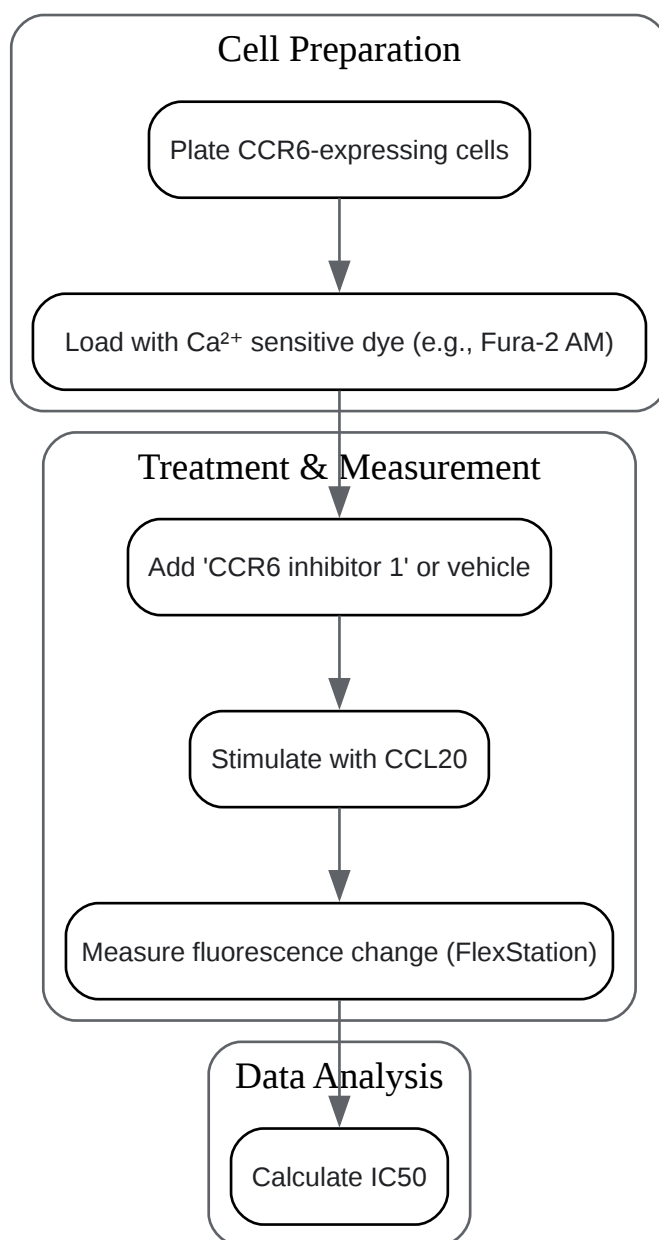 Cell Preparation
Plate CCR6-expressing cells
Load with Ca²⁺ sensitive dye (e.g., Fura-2 AM)
Treatment & Measurement
Add 'CCR6 inhibitor 1' or vehicle
Stimulate with CCL20
Measure fluorescence change (FlexStation)
Data Analysis
Calculate IC50